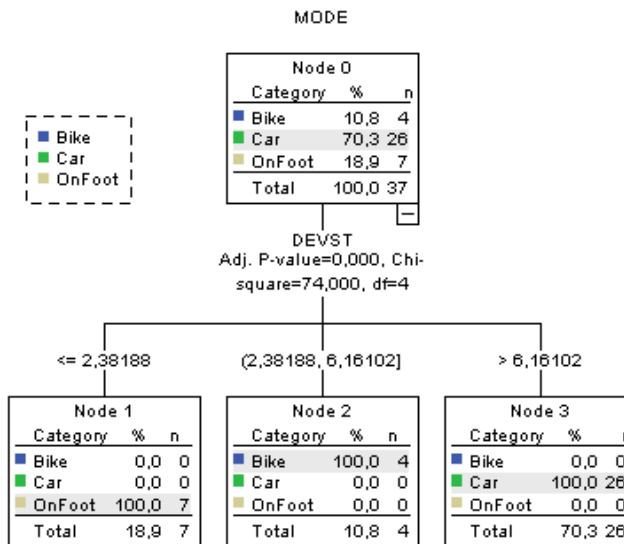 MODE
Node 0
Category % n
Bike 10,8 4
Car 70,3 26
OnFoot 18,9 7
Total 100,0 37
Bike
Car
OnFoot
DEVST
Adj. P-value=0,000, Chi-
square=74,000, df=4
<= 2,38188
(2,38188, 6,16102]
> 6,16102
Node 1
Category % n
Bike 0,0 0
Car 0,0 0
OnFoot 100,0 7
Total 18,9 7
Node 2
Category % n
Bike 100,0 4
Car 0,0 0
OnFoot 0,0 0
Total 10,8 4
Node 3
Category % n
Bike 0,0 0
Car 100,0 26
OnFoot 0,0 0
Total 70,3 26